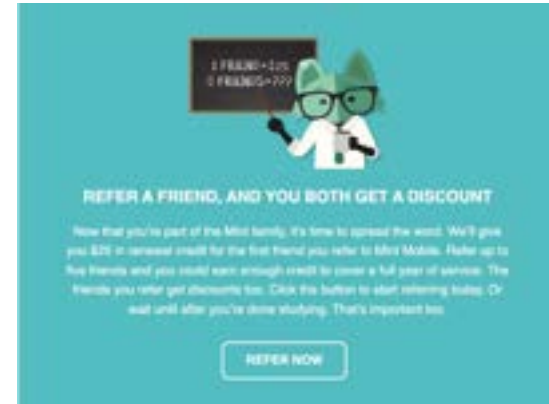 1 FRIEND=$25
FRIENDS=???
REFER A FRIEND, AND YOU BOTH GET A DISCOUNT
Now that you're part of the Mint family, it's time to spread the word. We'll give
you $25 in renewal credit for the first friend you refer to Mint Mobile. Refer up to
five friends and you could earn enough credit to cover a full year of service. The
friends you refer get discounts too. Click the button to start referring today. Or
wait until after you're done studying. That's important too.
REFER NOW